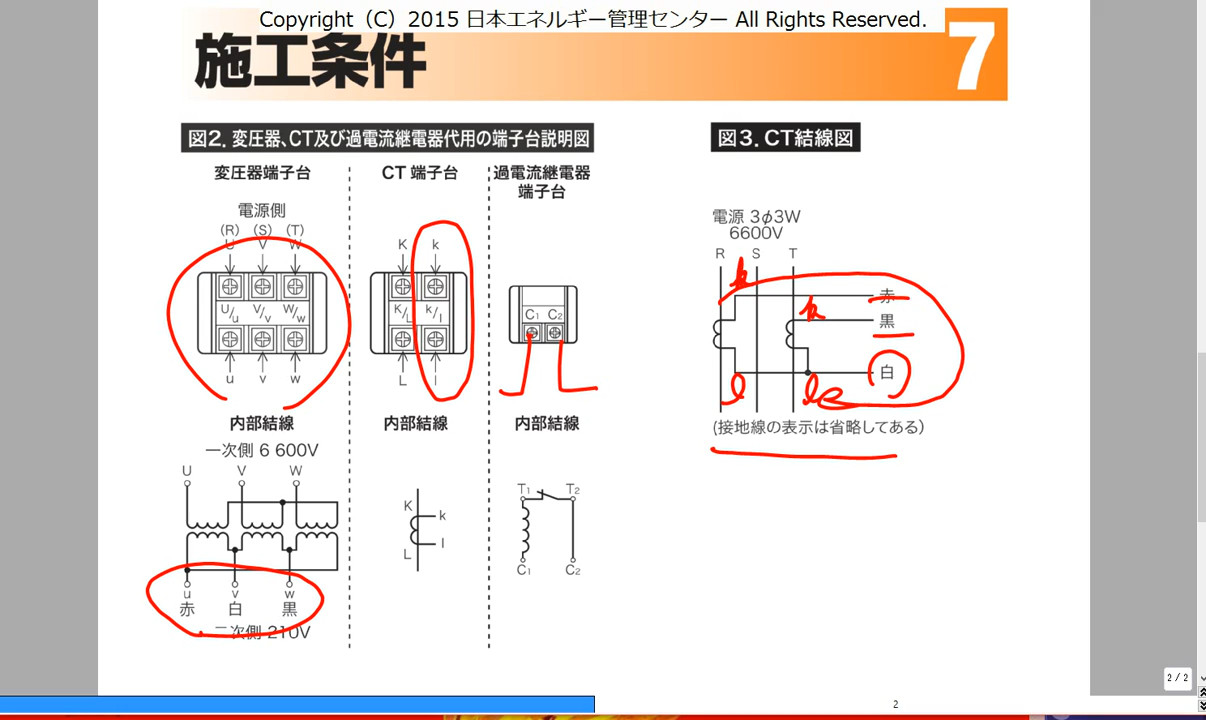 Copyright（C）2015 日本エネルギー管理センター All Rights Reserved.
施工条件
7
図2．変圧器、CT及び過電流継電器代用の端子台説明図
変圧器端子台
電源側
(R) (S) (T)
U V W
U/u V/v W/w
u v w
内部結線
一次側 6 600V
U V W
u v w
赤 白 黒
二次側 210V
CT 端子台
K k
K/L k/l
L l
内部結線
K
k
L
l
過電流継電器
端子台
C1 C2
内部結線
T1 T2
C1 C2
図3．CT結線図
電源 3φ3W
6600V
R S T
k
赤
k
黒
白
l l
(接地線の表示は省略してある)
2 / 2
2